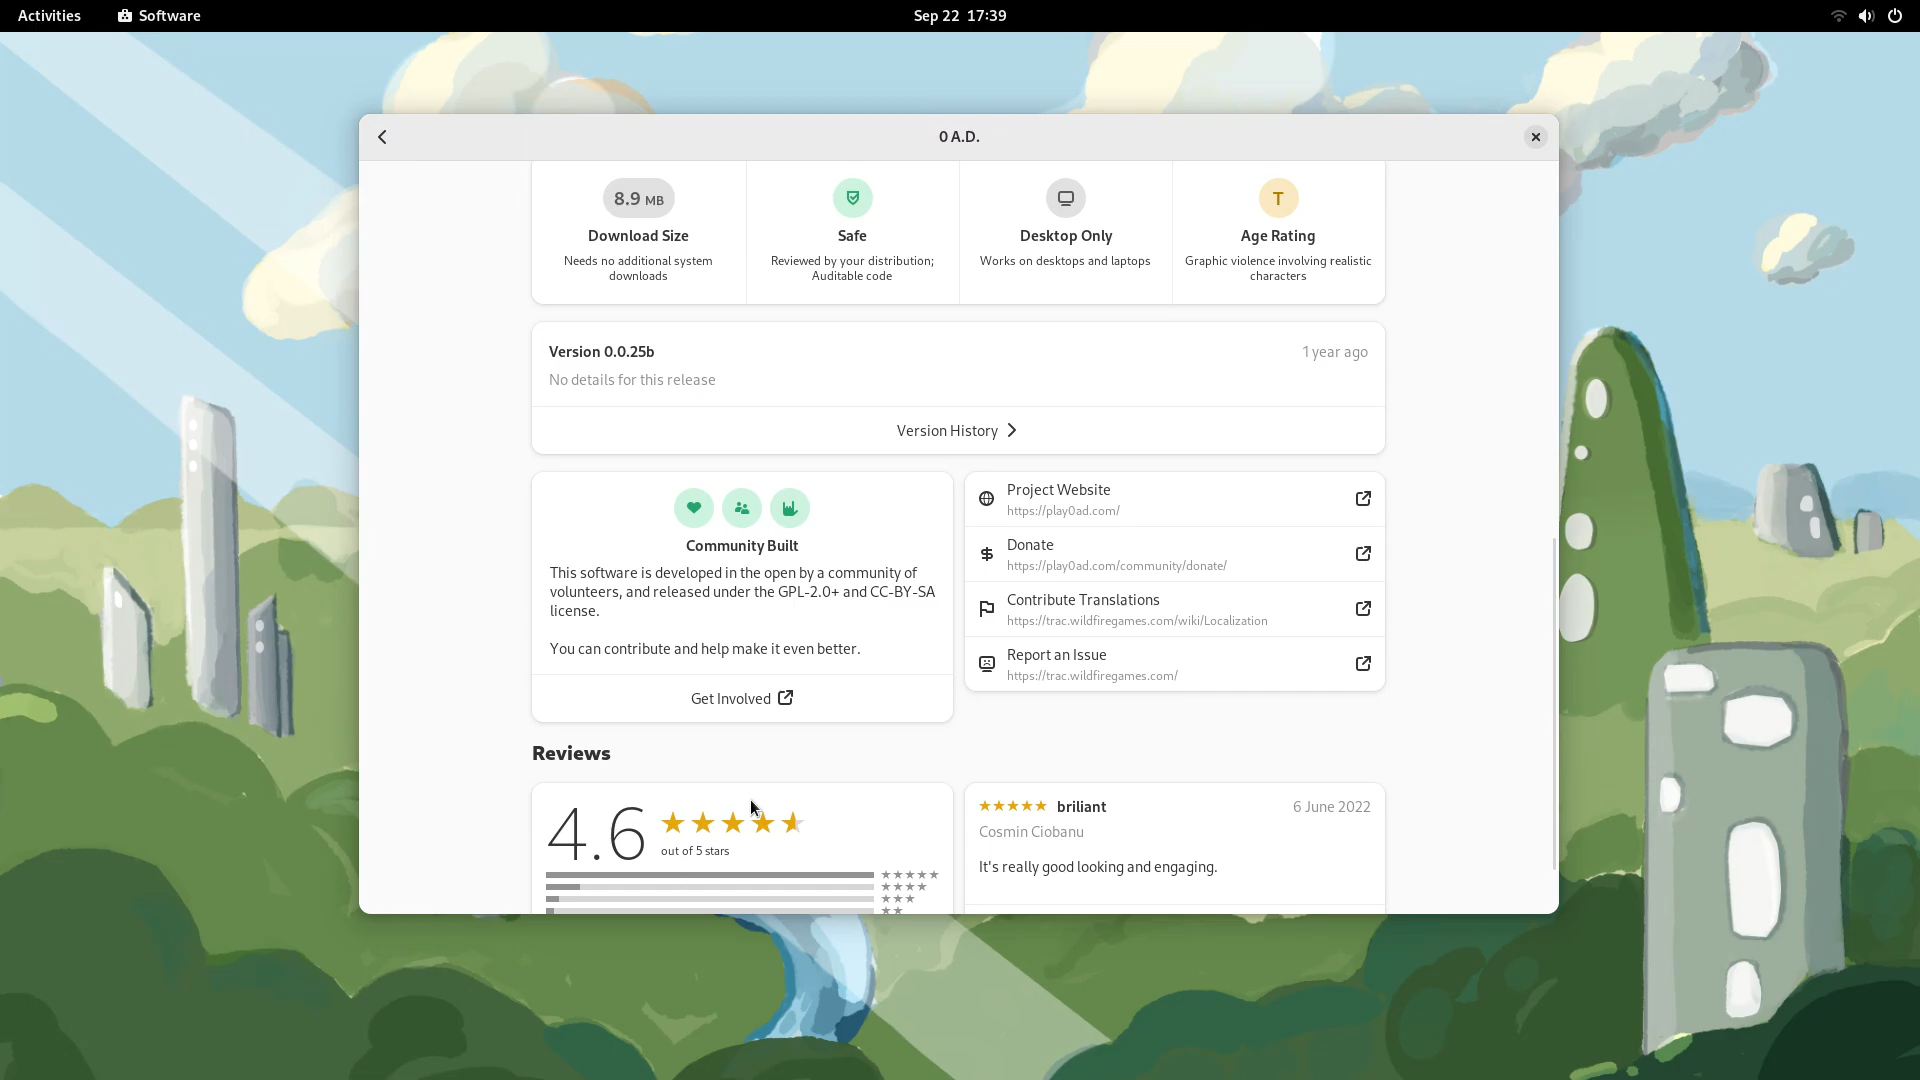 Activities
Software
Sep 22 17:39
0 A.D.
8.9 MB
Download Size
Needs no additional system
downloads
Safe
Reviewed by your distribution;
Auditable code
Desktop Only
Works on desktops and laptops
T
Age Rating
Graphic violence involving realistic
characters
Version 0.0.25b
1 year ago
No details for this release
Version History
Community Built
This software is developed in the open by a community of
volunteers, and released under the GPL-2.0+ and CC-BY-SA
license.
You can contribute and help make it even better.
Get Involved
Project Website
https://play0ad.com/
Donate
https://play0ad.com/community/donate/
Contribute Translations
https://trac.wildfiregames.com/wiki/Localization
Report an Issue
https://trac.wildfiregames.com/
Reviews
4.6
out of 5 stars
briliant
6 June 2022
Cosmin Ciobanu
It's really good looking and engaging.